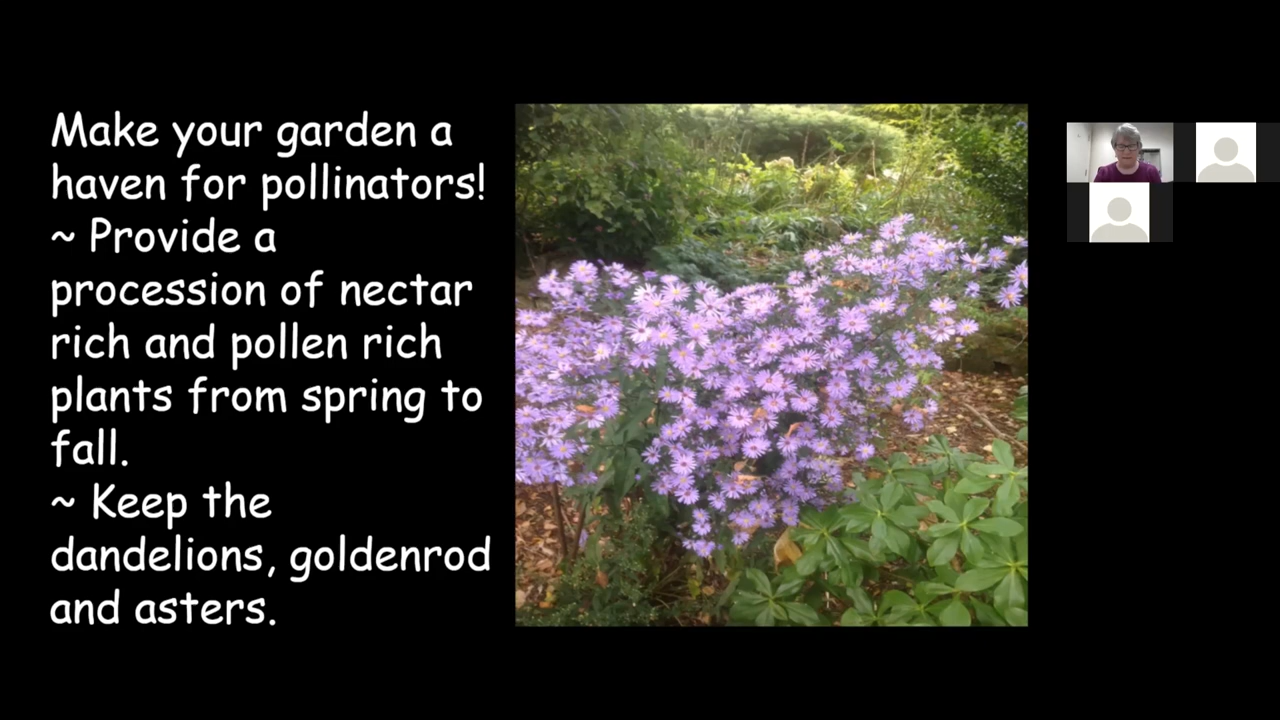 Make your garden a
haven for pollinators!
~ Provide a
procession of nectar
rich and pollen rich
plants from spring to
fall.
~ Keep the
dandelions, goldenrod
and asters.